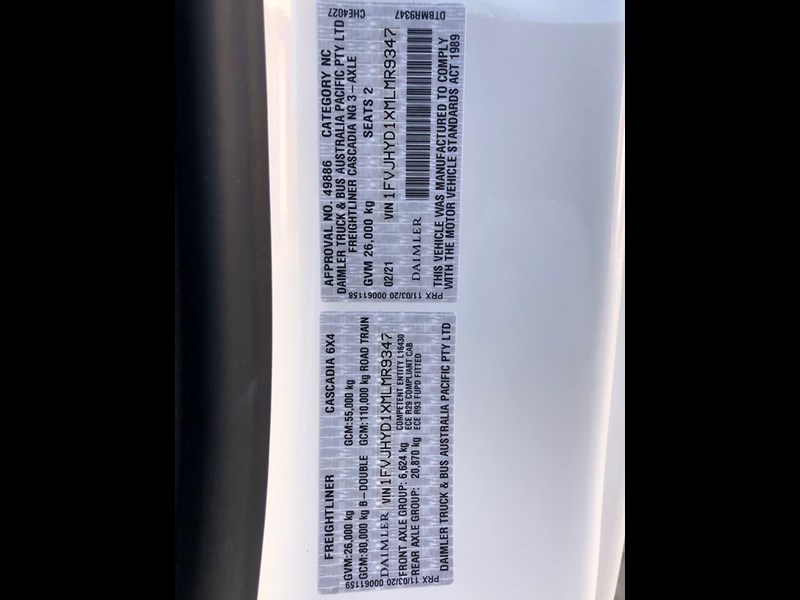 CHE4027 DTBMR9347
APPROVAL NO. 49886 CATEGORY NC
DAIMLER TRUCK & BUS AUSTRALIA PACIFIC PTY LTD
FREIGHTLINER CASCADIA NG 3-AXLE
GVM 26,000 kg SEATS 2
02/21 VIN 1FVJHYD1XMLMR9347
DAIMLER
THIS VEHICLE WAS MANUFACTURED TO COMPLY
WITH THE MOTOR VEHICLE STANDARDS ACT 1989
PRX 11/03/20 00061158
FREIGHTLINER CASCADIA 6X4
GVM:26,000 kg GCM:55,000 kg
GCM:80,000 kg B-DOUBLE GCM:110,000 kg ROAD TRAIN
DAIMLER VIN 1FVJHYD1XMLMR9347
FRONT AXLE GROUP: 6,624 kg COMPETENT ENTITY L16430
ECE R29 COMPLIANT CAB
REAR AXLE GROUP: 20,870 kg ECE R93 FUPD FITTED
DAIMLER TRUCK & BUS AUSTRALIA PACIFIC PTY LTD
PRX 11/03/20 00061159